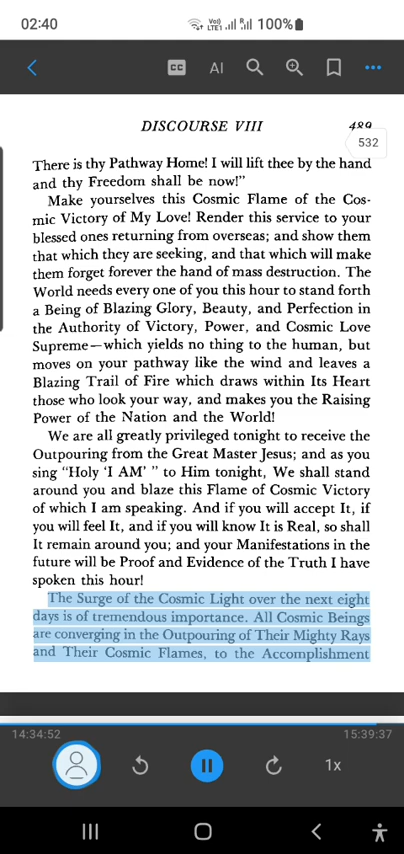 02:40
Vo)) LTE1 R 100%
CC AI
DISCOURSE VIII 489
532
There is thy Pathway Home! I will lift thee by the hand
and thy Freedom shall be now!”
Make yourselves this Cosmic Flame of the Cos-
mic Victory of My Love! Render this service to your
blessed ones returning from overseas; and show them
that which they are seeking, and that which will make
them forget forever the hand of mass destruction. The
World needs every one of you this hour to stand forth
a Being of Blazing Glory, Beauty, and Perfection in
the Authority of Victory, Power, and Cosmic Love
Supreme—which yields no thing to the human, but
moves on your pathway like the wind and leaves a
Blazing Trail of Fire which draws within Its Heart
those who look your way, and makes you the Raising
Power of the Nation and the World!
We are all greatly privileged tonight to receive the
Outpouring from the Great Master Jesus; and as you
sing “Holy ‘I AM’ ” to Him tonight, We shall stand
around you and blaze this Flame of Cosmic Victory
of which I am speaking. And if you will accept It, if
you will feel It, and if you will know It is Real, so shall
It remain around you; and your Manifestations in the
future will be Proof and Evidence of the Truth I have
spoken this hour!
The Surge of the Cosmic Light over the next eight
days is of tremendous importance. All Cosmic Beings
are converging in the Outpouring of Their Mighty Rays
and Their Cosmic Flames, to the Accomplishment
14:34:52 15:39:37
1x